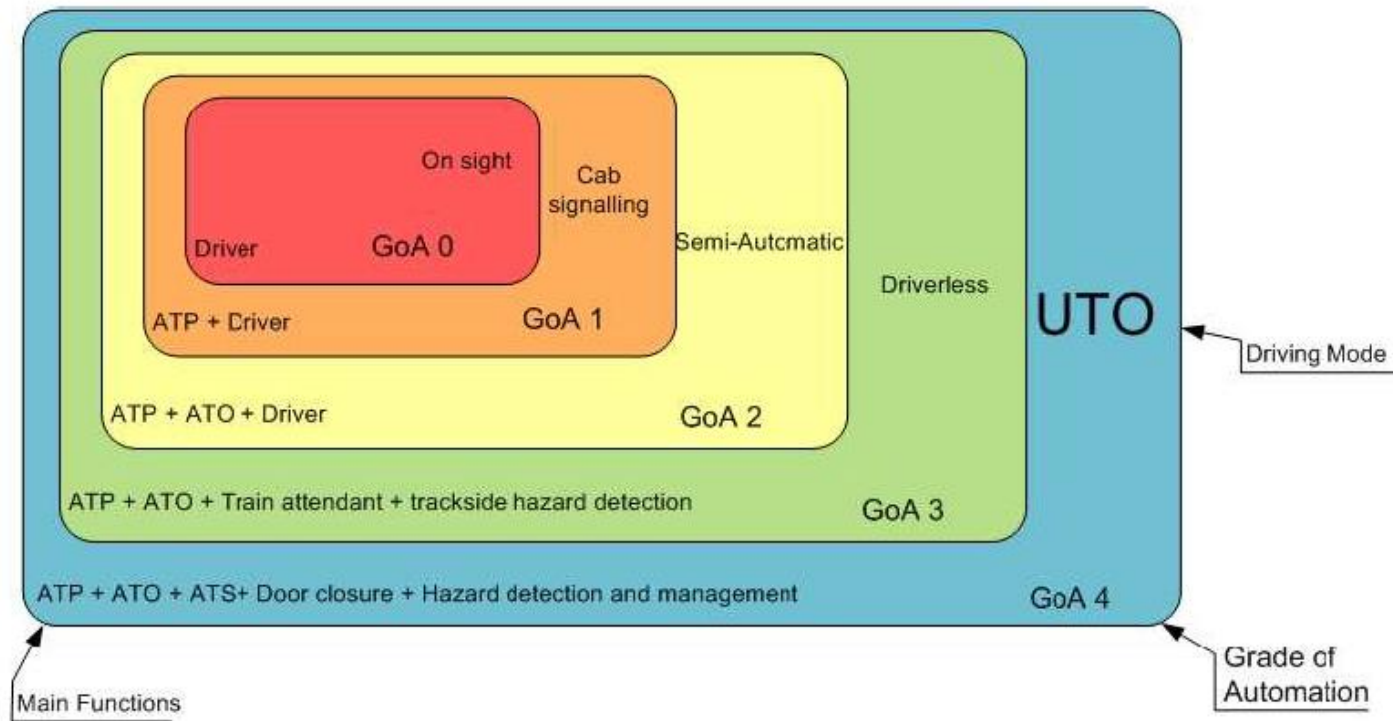 On sight
Cab
signalling
Driver
GoA 0
Semi-Autcmatic
Driverless
UTO
ATP + Driver
GoA 1
Driving Mode
ATP + ATO + Driver
GoA 2
ATP + ATO + Train attendant + trackside hazard detection
GoA 3
ATP + ATO + ATS+ Door closure + Hazard detection and management
GoA 4
Grade of
Automation
Main Functions